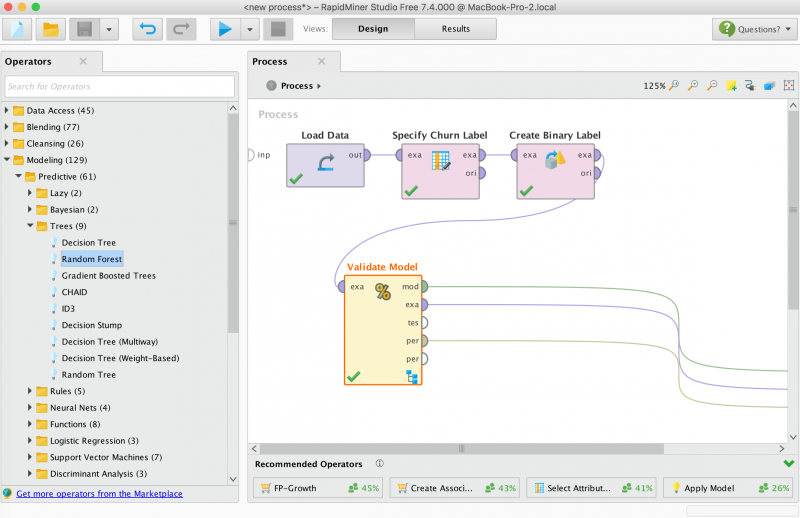 <new process*> – RapidMiner Studio Free 7.4.000 @ MacBook-Pro-2.local
Views: Design Results Questions?
Operators
Search for Operators
Data Access (45)
Blending (77)
Cleansing (26)
Modeling (129)
Predictive (61)
Lazy (2)
Bayesian (2)
Trees (9)
Decision Tree
Random Forest
Gradient Boosted Trees
CHAID
ID3
Decision Stump
Decision Tree (Multiway)
Decision Tree (Weight-Based)
Random Tree
Rules (5)
Neural Nets (4)
Functions (8)
Logistic Regression (3)
Support Vector Machines (7)
Discriminant Analysis (3)
Get more operators from the Marketplace
Process
Process 125%
Process
Load Data Specify Churn Label Create Binary Label
inp out exa exa exa exa
ori ori
Validate Model
exa mod
exa
tes
per
per
Recommended Operators
FP-Growth 45% Create Associ... 43% Select Attribut... 41% Apply Model 26%